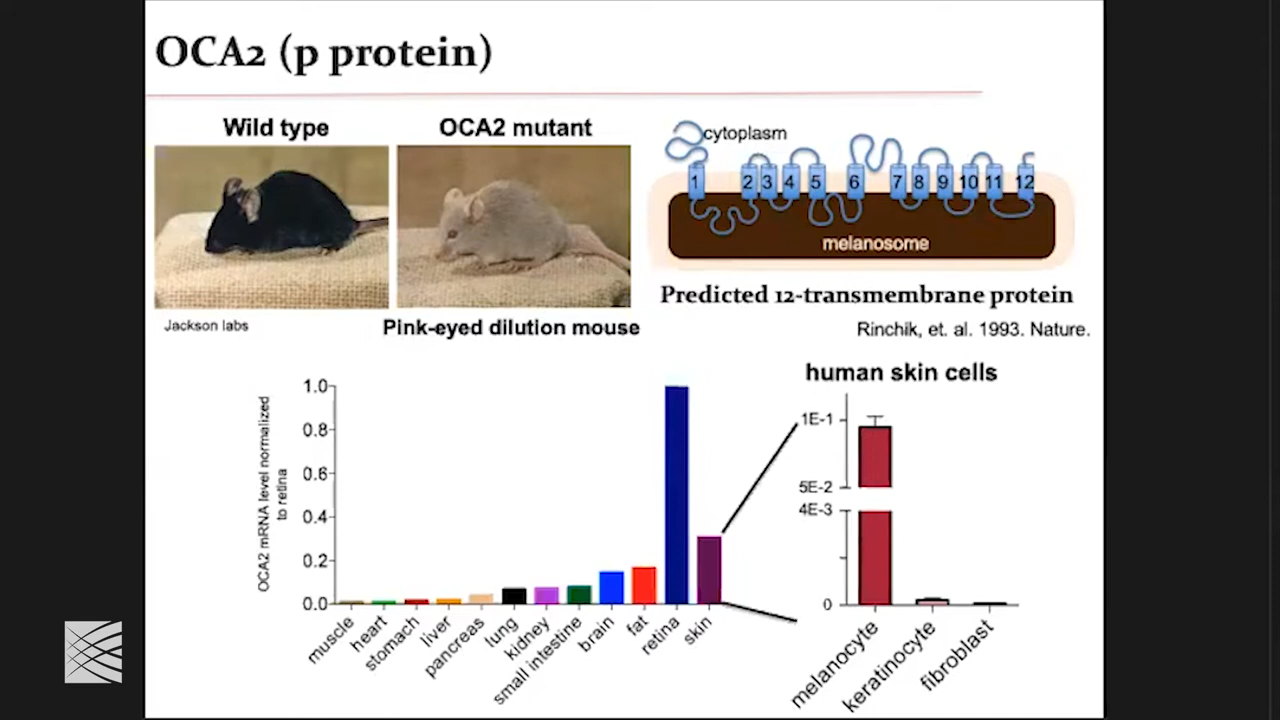 OCA2 (p protein)
Wild type
OCA2 mutant
Jackson labs
Pink-eyed dilution mouse
cytoplasm
1 2 3 4 5 6 7 8 9 10 11 12
melanosome
Predicted 12-transmembrane protein
Rinchik, et. al. 1993. Nature.
OCA2 mRNA level normalized
to retina
1.0
0.8
0.6
0.4
0.2
0.0
muscle
heart
stomach
liver
pancreas
lung
kidney
small intestine
brain
fat
retina
skin
human skin cells
1E-1
5E-2
4E-3
0
melanocyte
keratinocyte
fibroblast